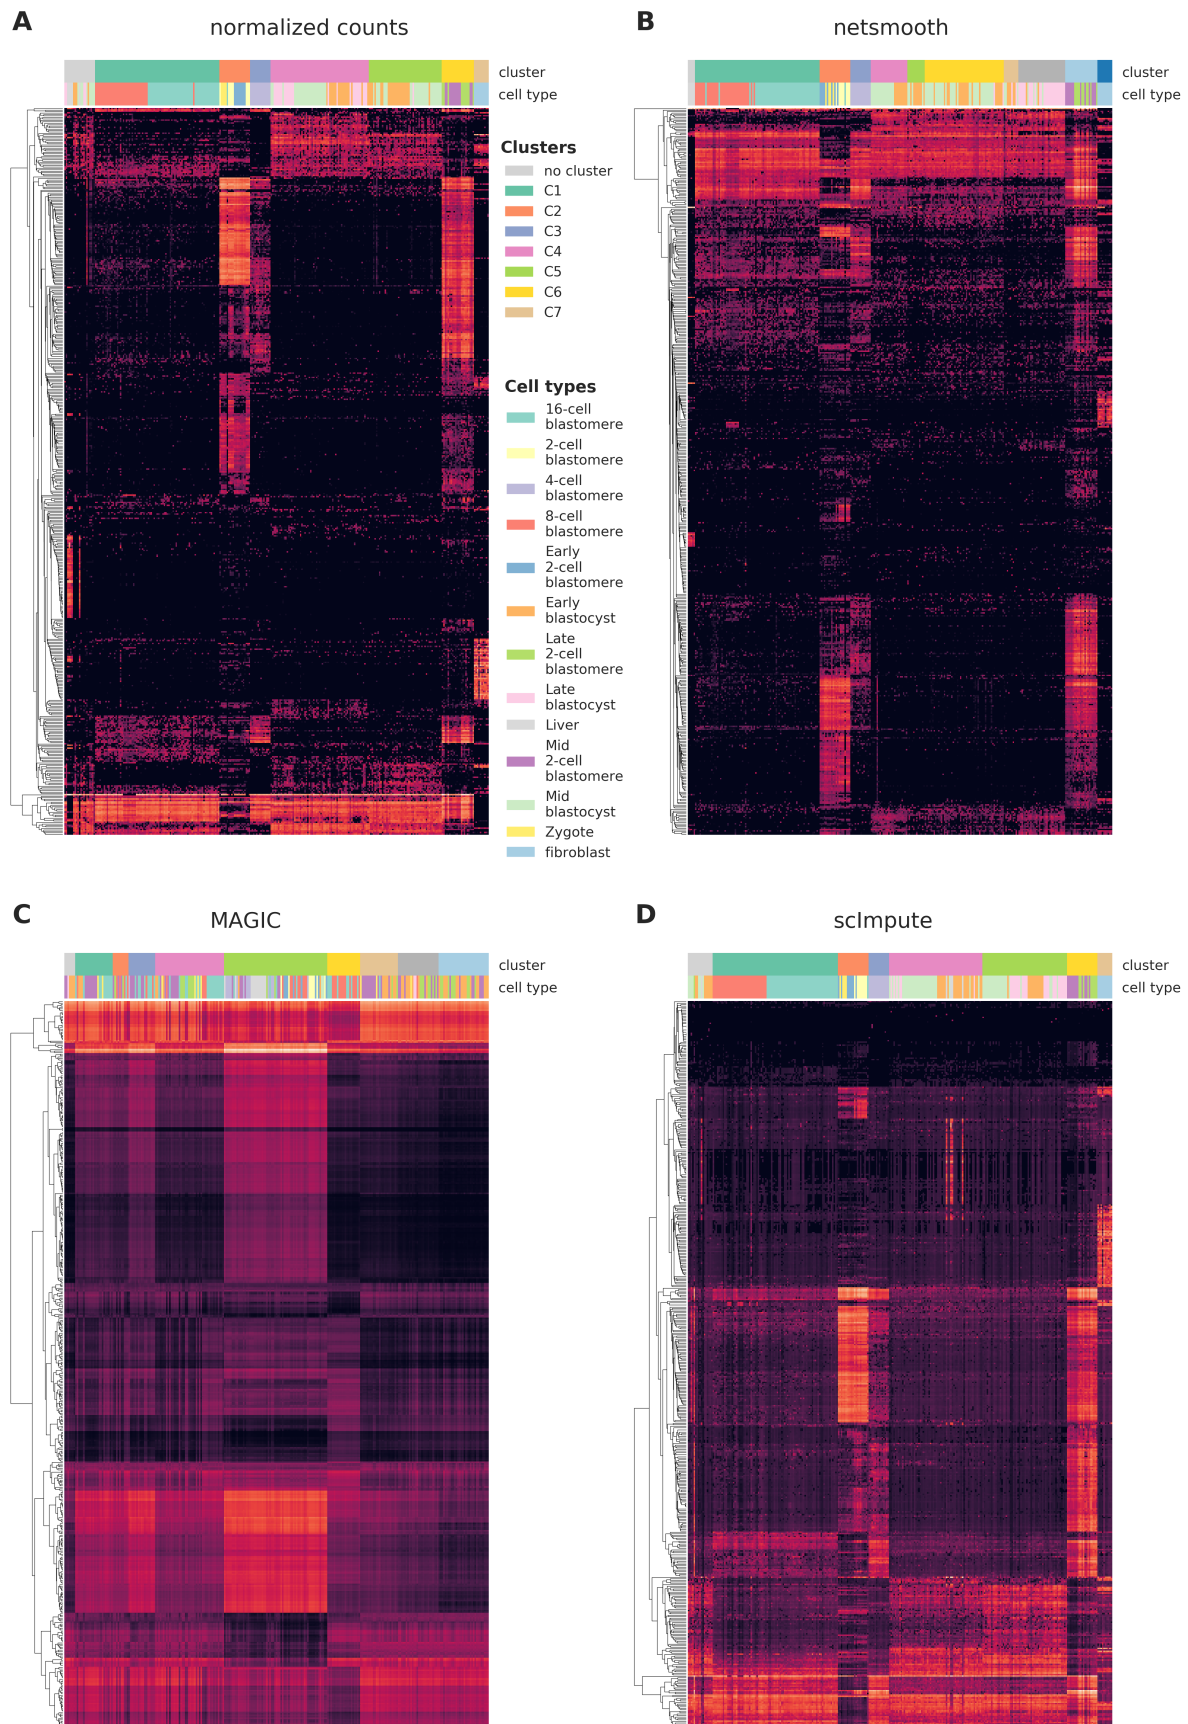 A
normalized counts
cluster
cell type
B
netsmooth
cluster
cell type
Clusters
no cluster
C1
C2
C3
C4
C5
C6
C7
Cell types
16-cell
blastomere
2-cell
blastomere
4-cell
blastomere
8-cell
blastomere
Early
2-cell
blastomere
Early
blastocyst
Late
2-cell
blastomere
Late
blastocyst
Liver
Mid
2-cell
blastomere
Mid
blastocyst
Zygote
fibroblast
C
MAGIC
cluster
cell type
D
scImpute
cluster
cell type